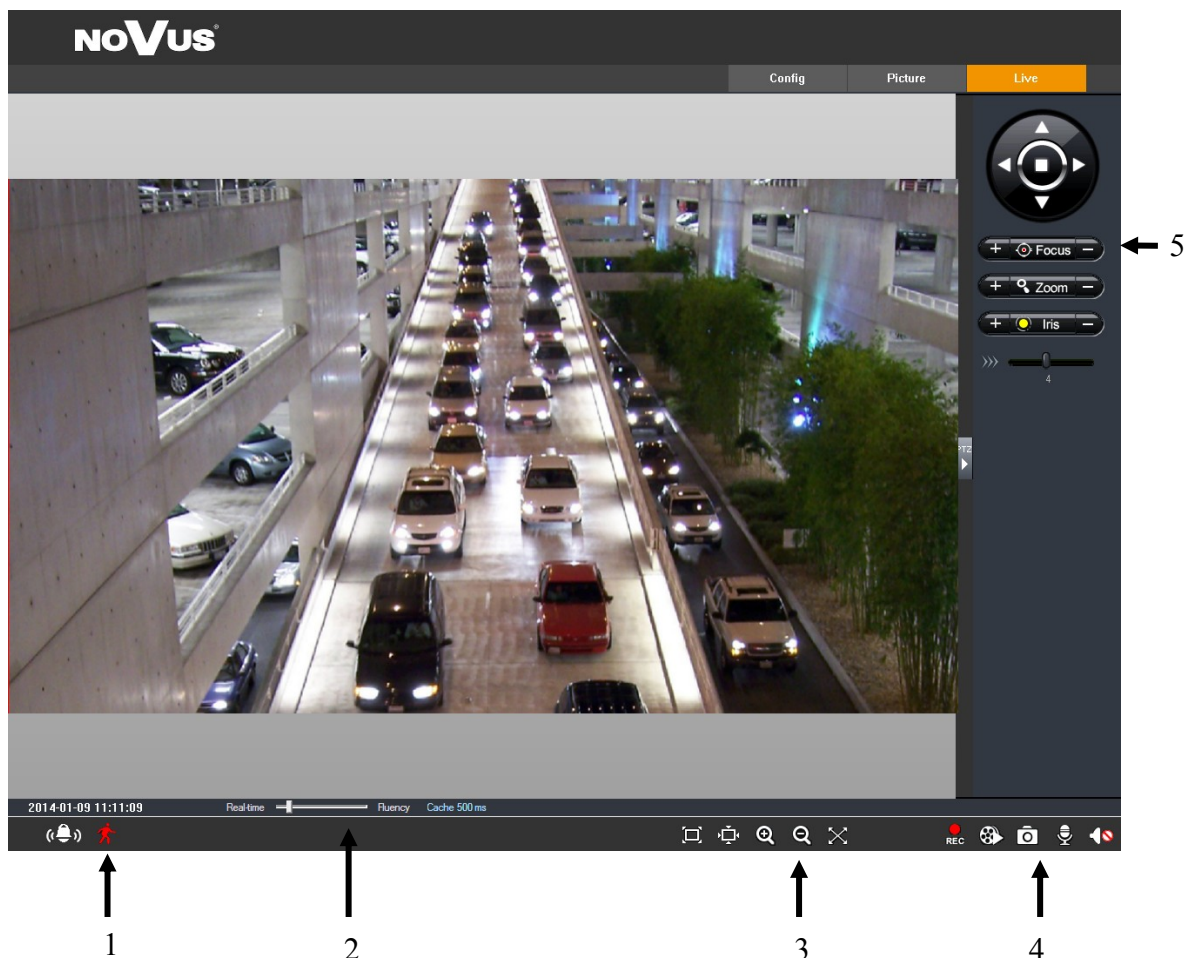 NOVUS®
Config Picture Live
+ Focus −
+ Zoom −
+ Iris −
4
PTZ
5
2014-01-09 11:11:09 Real-time Fluency Cache 500 ms
REC
1 2 3 4